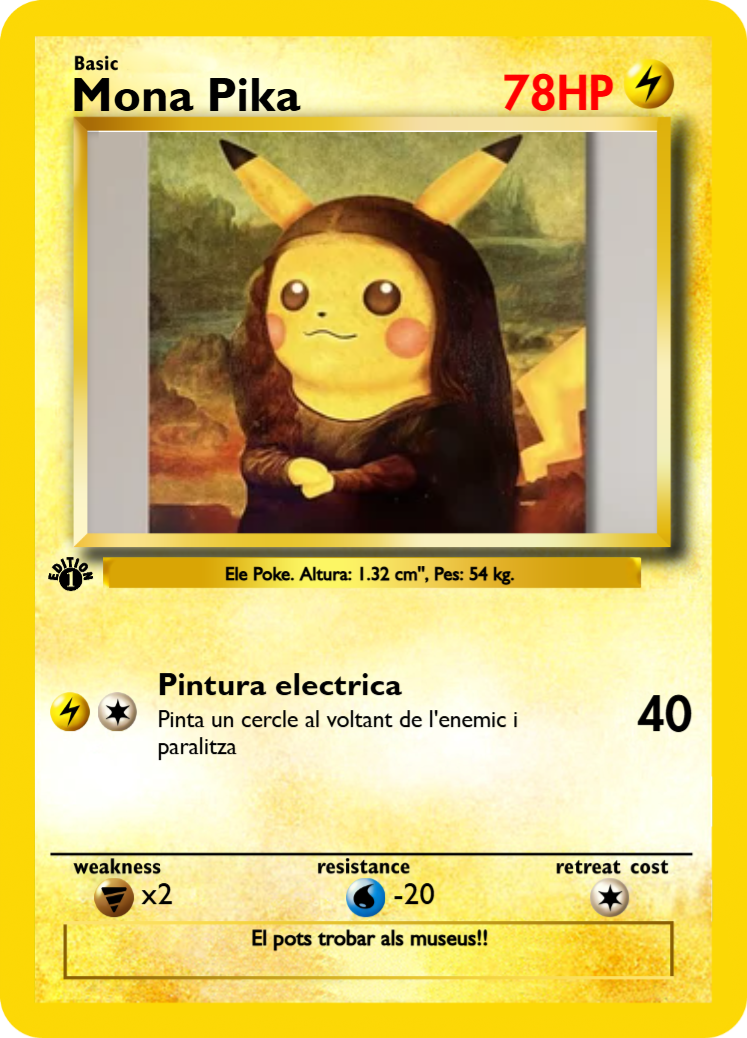 Basic
Mona Pika 78HP
EDITION 1
Ele Poke. Altura: 1.32 cm", Pes: 54 kg.
Pintura electrica
40
Pinta un cercle al voltant de l'enemic i
paralitza
weakness resistance retreat cost
x2 -20
El pots trobar als museus!!